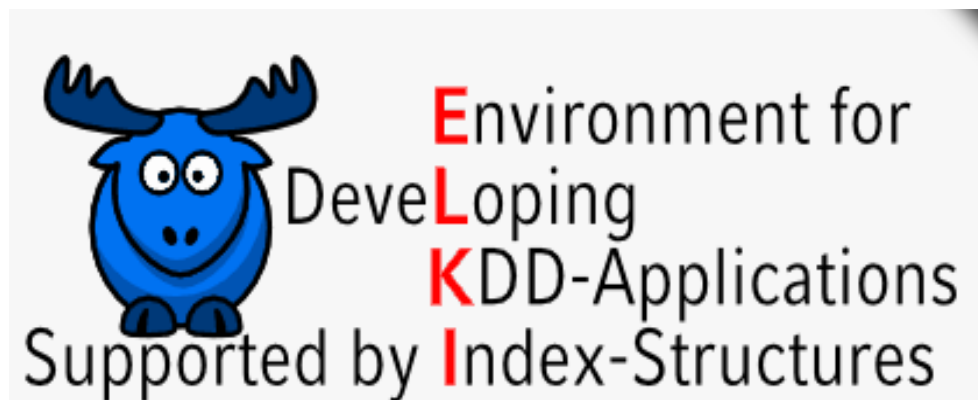 Environment for
DeveLoping
KDD-Applications
Supported by Index-Structures